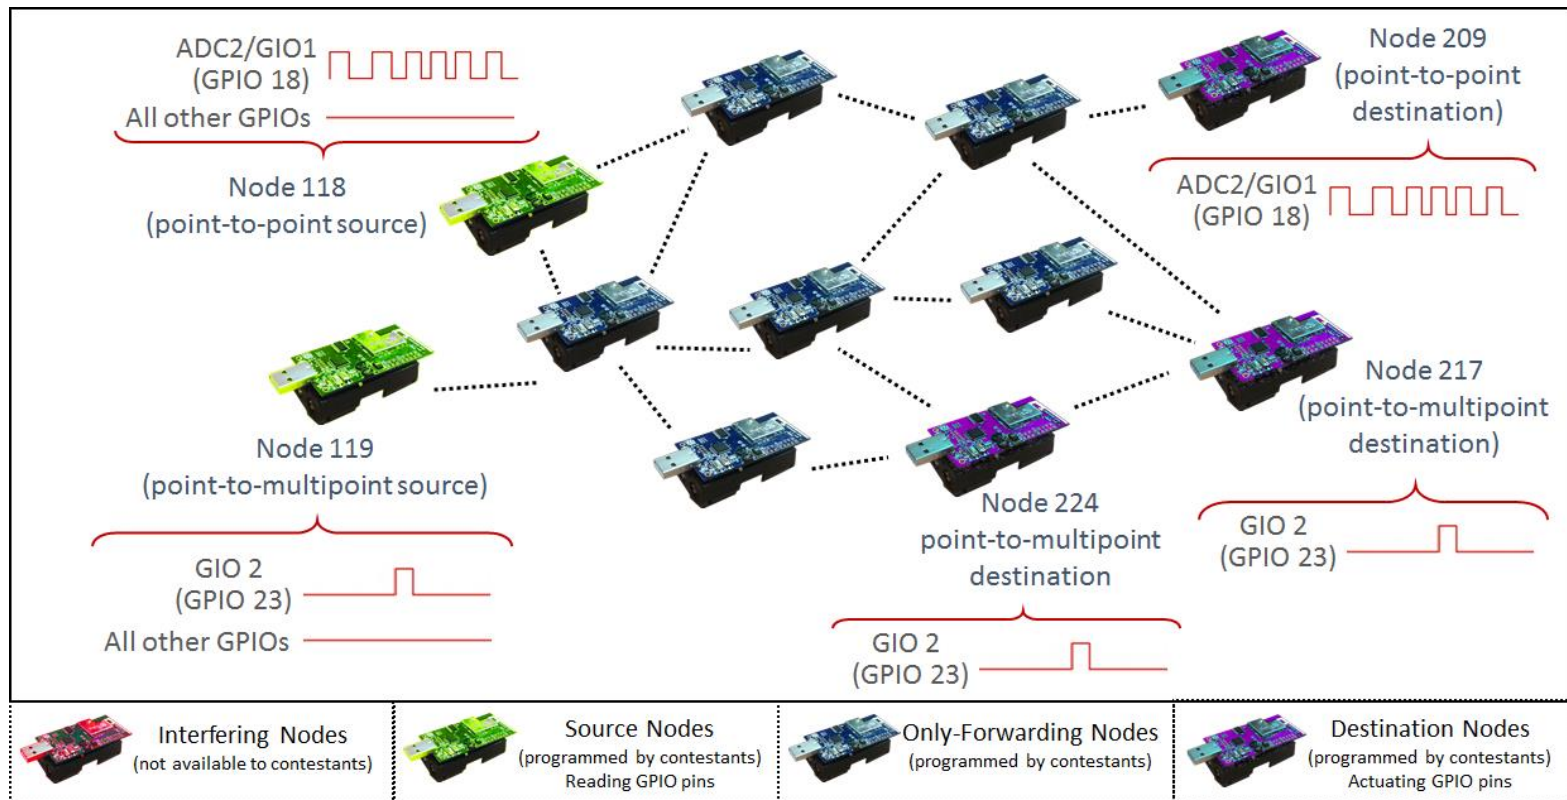 ADC2/GIO1
(GPIO 18)
All other GPIOs
Node 118
(point-to-point source)
Node 209
(point-to-point
destination)
ADC2/GIO1
(GPIO 18)
Node 119
(point-to-multipoint source)
GIO 2
(GPIO 23)
All other GPIOs
Node 224
point-to-multipoint
destination
GIO 2
(GPIO 23)
Node 217
(point-to-multipoint
destination)
GIO 2
(GPIO 23)
Interfering Nodes
(not available to contestants)
Source Nodes
(programmed by contestants)
Reading GPIO pins
Only-Forwarding Nodes
(programmed by contestants)
Destination Nodes
(programmed by contestants)
Actuating GPIO pins